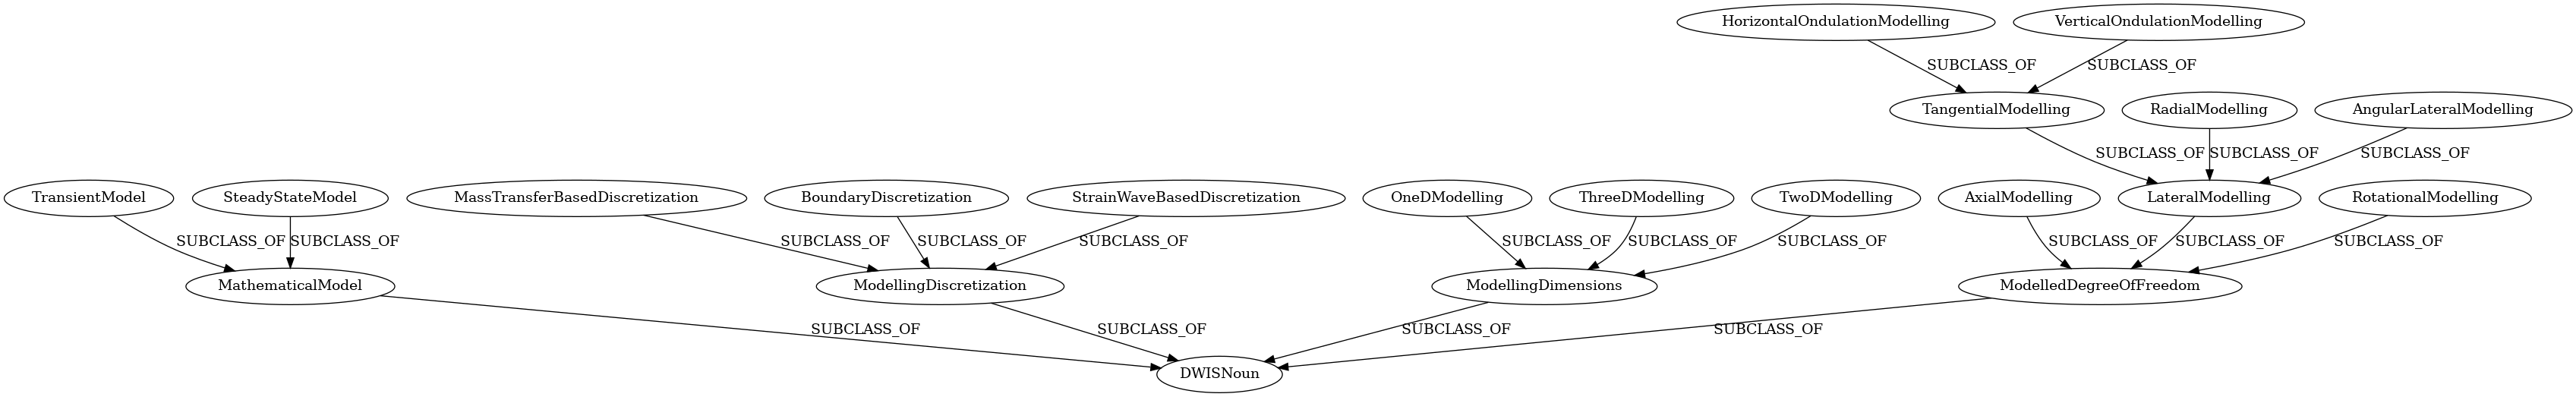 HorizontalOndulationModelling
VerticalOndulationModelling
SUBCLASS_OF
SUBCLASS_OF
TangentialModelling
RadialModelling
AngularLateralModelling
SUBCLASS_OF
SUBCLASS_OF
SUBCLASS_OF
TransientModel
SteadyStateModel
MassTransferBasedDiscretization
BoundaryDiscretization
StrainWaveBasedDiscretization
OneDModelling
ThreeDModelling
TwoDModelling
AxialModelling
LateralModelling
RotationalModelling
SUBCLASS_OF
SUBCLASS_OF
SUBCLASS_OF
SUBCLASS_OF
SUBCLASS_OF
SUBCLASS_OF
SUBCLASS_OF
SUBCLASS_OF
SUBCLASS_OF
SUBCLASS_OF
SUBCLASS_OF
MathematicalModel
ModellingDiscretization
ModellingDimensions
ModelledDegreeOfFreedom
SUBCLASS_OF
SUBCLASS_OF
SUBCLASS_OF
SUBCLASS_OF
DWISNoun